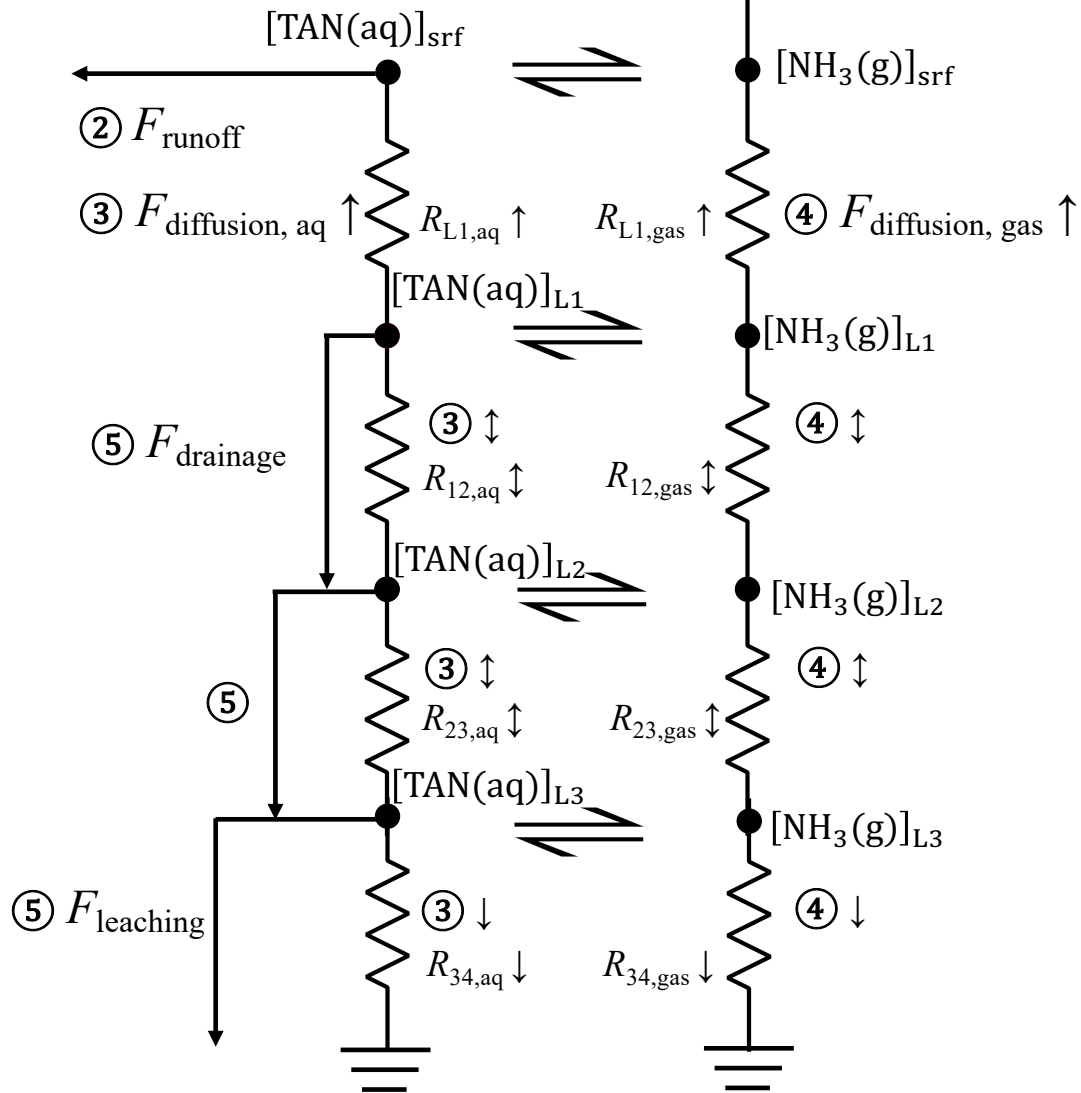 [TAN(aq)]srf
[NH₃(g)]srf
② Frunoff
③ Fdiffusion, aq ↑
RL1,aq ↑
RL1,gas ↑
④ Fdiffusion, gas ↑
[TAN(aq)]L1
[NH₃(g)]L1
③ ↕
④ ↕
⑤ Fdrainage
R12,aq ↕
R12,gas ↕
[TAN(aq)]L2
[NH₃(g)]L2
③ ↕
④ ↕
⑤
R23,aq ↕
R23,gas ↕
[TAN(aq)]L3
[NH₃(g)]L3
⑤ Fleaching
③ ↓
④ ↓
R34,aq ↓
R34,gas ↓